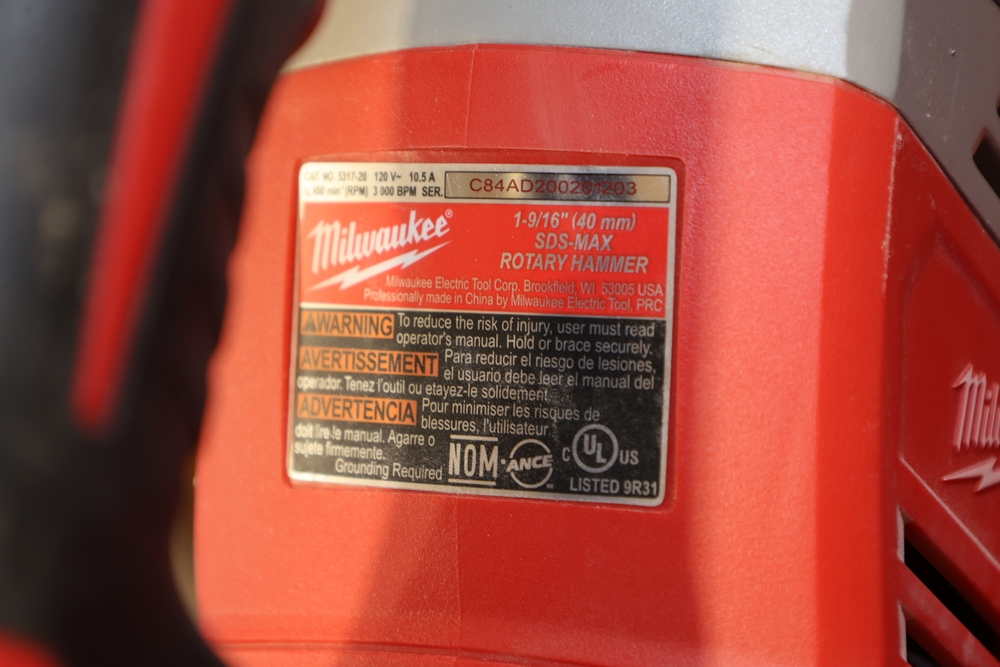 CAT. NO. 5317-20 120 V~ 10.5 A
n₀ 450 min⁻¹(RPM) 3 000 BPM SER.
C84AD200201203
Milwaukee®
1-9/16" (40 mm)
SDS-MAX
ROTARY HAMMER
Milwaukee Electric Tool Corp. Brookfield, WI 53005 USA
Professionally made in China by Milwaukee Electric Tool, PRC
⚠WARNING To reduce the risk of injury, user must read
operator's manual. Hold or brace securely.
AVERTISSEMENT Para reducir el riesgo de lesiones,
el usuario debe leer el manual del
operador. Tenez l'outil ou etayez-le solidement.
ADVERTENCIA Pour minimiser les risques de
blessures, l'utilisateur
doit lire le manual. Agarre o
sujete firmemente.
Grounding Required
NOM
ANCE
C UL US
LISTED 9R31
Mil